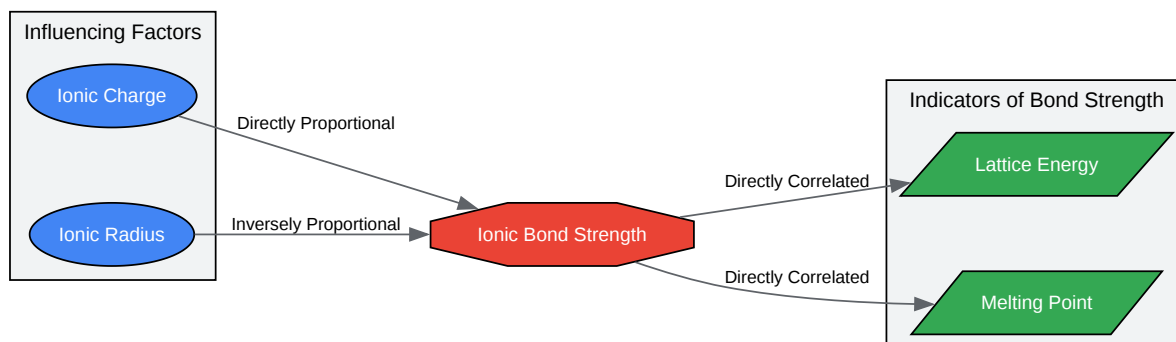 Influencing Factors
Ionic Charge
Directly Proportional
Ionic Radius
Inversely Proportional
Ionic Bond Strength
Directly Correlated
Directly Correlated
Indicators of Bond Strength
Lattice Energy
Melting Point